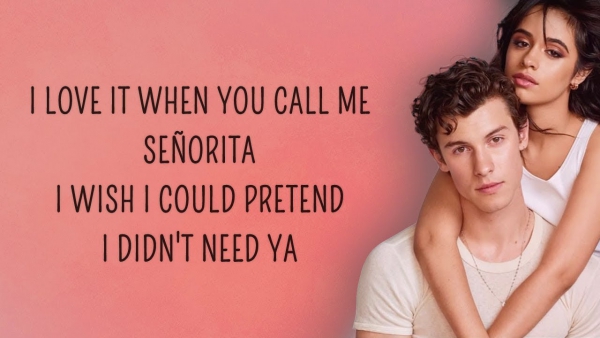 I LOVE IT WHEN YOU CALL ME
SEÑORITA
I WISH I COULD PRETEND
I DIDN'T NEED YA